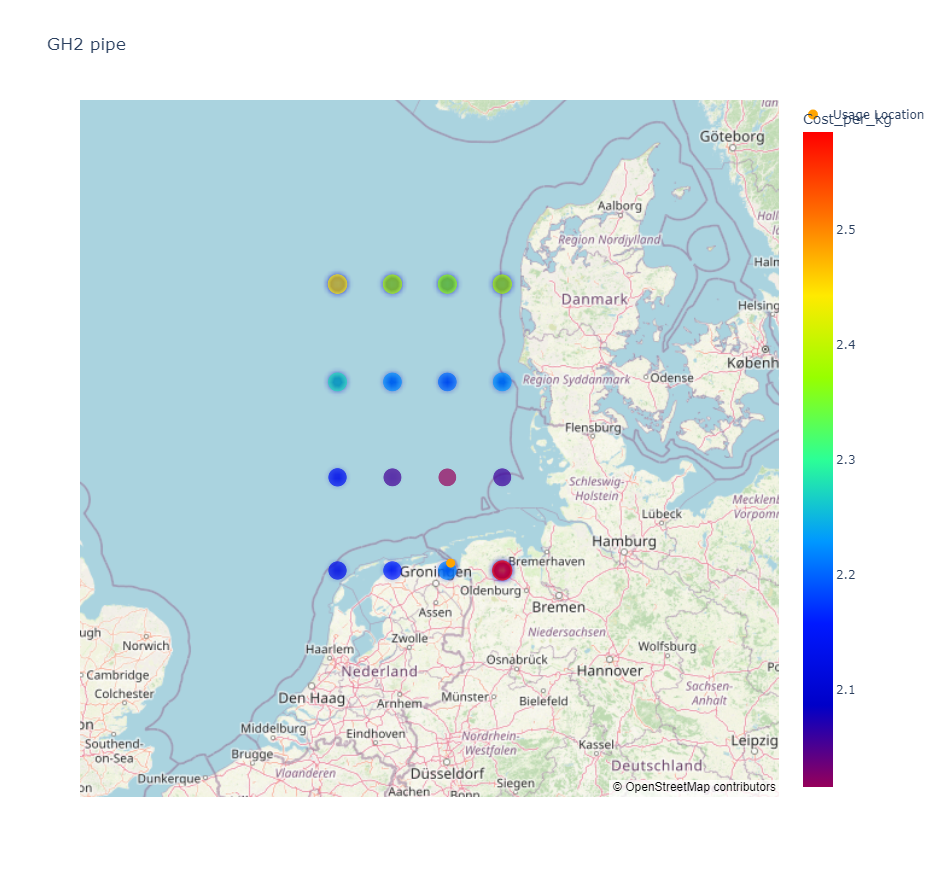 GH2 pipe
Usage Location
Cost_per_kg
2.5
2.4
2.3
2.2
2.1
Göteborg
Aalborg
Region Nordjylland
Danmark
Helsing
Københ
Region Syddanmark
Odense
Flensburg
Schleswig-
Holstein
Mecklenb
Vorpomm
Lübeck
Hamburg
Bremerhaven
Groningen
Oldenburg
Bremen
Assen
Niedersachsen
Norwich
Zwolle
Wolfsburg
Haarlem
Osnabrück
Hannover
Cambridge
Nederland
Colchester
Den Haag
Arnhem
Münster
Bielefeld
Sachsen-
Anhalt
Middelburg
Eindhoven
Nordrhein-
Westfalen
Kassel
Leipzig
Southend-
on-Sea
Brugge
Dunkerque
Vlaanderen
Düsseldorf
Deutschland
Siegen
Aachen
Bonn
© OpenStreetMap contributors